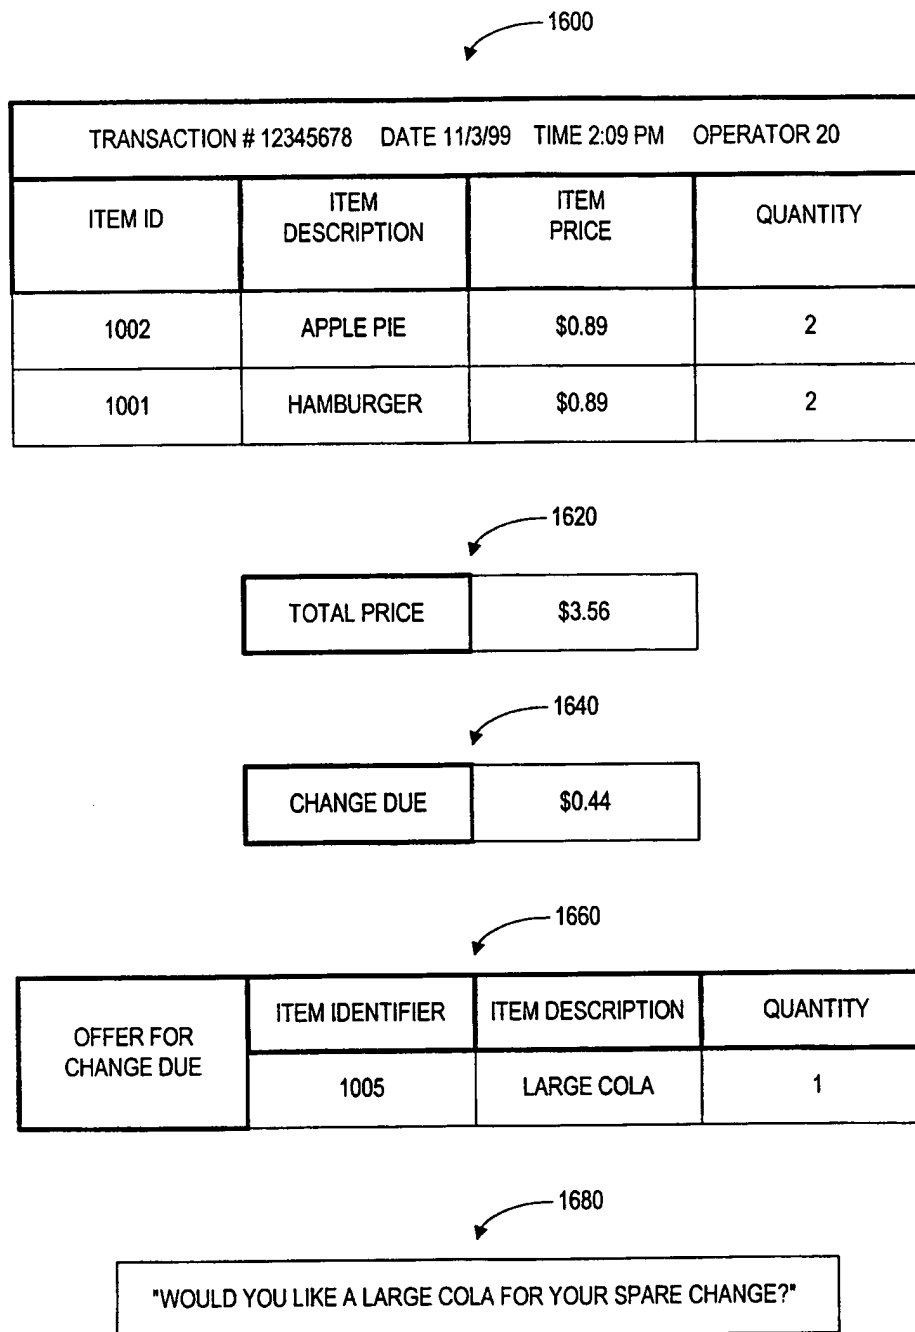 1600
TRANSACTION # 12345678 DATE 11/3/99 TIME 2:09 PM OPERATOR 20
ITEM ID
ITEM
DESCRIPTION
ITEM
PRICE
QUANTITY
1002 APPLE PIE $0.89 2
1001 HAMBURGER $0.89 2
1620
TOTAL PRICE $3.56
1640
CHANGE DUE $0.44
1660
OFFER FOR
CHANGE DUE
ITEM IDENTIFIER ITEM DESCRIPTION QUANTITY
1005 LARGE COLA 1
1680
"WOULD YOU LIKE A LARGE COLA FOR YOUR SPARE CHANGE?"